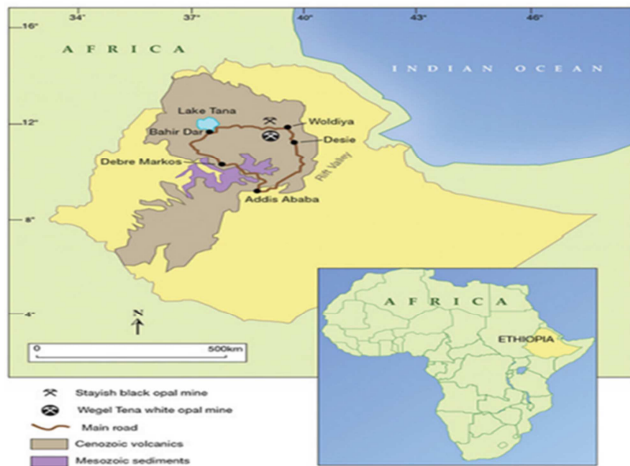 34°
37°
40°
43°
46°
16°
AFRICA
INDIAN OCEAN
Lake Tana
12°
Woldiya
Bahir Dar
Desie
Debre Markos
Rift Valley
Addis Ababa
8°
AFRICA
4°
N
ETHIOPIA
0 500km
Stayish black opal mine
Wegel Tena white opal mine
Main road
Cenozoic volcanics
Mesozoic sediments